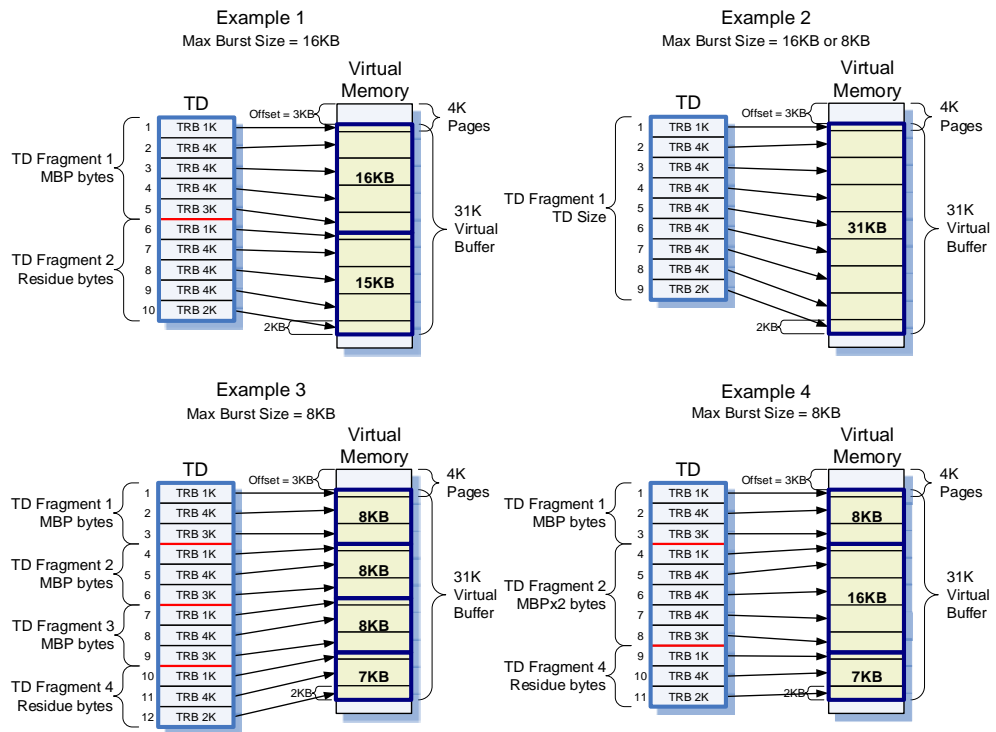 Example 1
Max Burst Size = 16KB
Virtual
Memory
TD
Offset = 3KB
4K
Pages
TD Fragment 1
MBP bytes
TD Fragment 2
Residue bytes
1 TRB 1K
2 TRB 4K
3 TRB 4K
4 TRB 4K
5 TRB 3K
6 TRB 1K
7 TRB 4K
8 TRB 4K
9 TRB 4K
10 TRB 2K
16KB
15KB
2KB
31K
Virtual
Buffer
Example 2
Max Burst Size = 16KB or 8KB
Virtual
Memory
TD
Offset = 3KB
4K
Pages
TD Fragment 1
TD Size
1 TRB 1K
2 TRB 4K
3 TRB 4K
4 TRB 4K
5 TRB 4K
6 TRB 4K
7 TRB 4K
8 TRB 4K
9 TRB 2K
31KB
2KB
31K
Virtual
Buffer
Example 3
Max Burst Size = 8KB
Virtual
Memory
TD
Offset = 3KB
4K
Pages
TD Fragment 1
MBP bytes
TD Fragment 2
MBP bytes
TD Fragment 3
MBP bytes
TD Fragment 4
Residue bytes
1 TRB 1K
2 TRB 4K
3 TRB 3K
4 TRB 1K
5 TRB 4K
6 TRB 3K
7 TRB 1K
8 TRB 4K
9 TRB 3K
10 TRB 1K
11 TRB 4K
12 TRB 2K
8KB
8KB
8KB
7KB
2KB
31K
Virtual
Buffer
Example 4
Max Burst Size = 8KB
Virtual
Memory
TD
Offset = 3KB
4K
Pages
TD Fragment 1
MBP bytes
TD Fragment 2
MBPx2 bytes
TD Fragment 4
Residue bytes
1 TRB 1K
2 TRB 4K
3 TRB 3K
4 TRB 1K
5 TRB 4K
6 TRB 4K
7 TRB 4K
8 TRB 3K
9 TRB 1K
10 TRB 4K
11 TRB 2K
8KB
16KB
7KB
2KB
31K
Virtual
Buffer